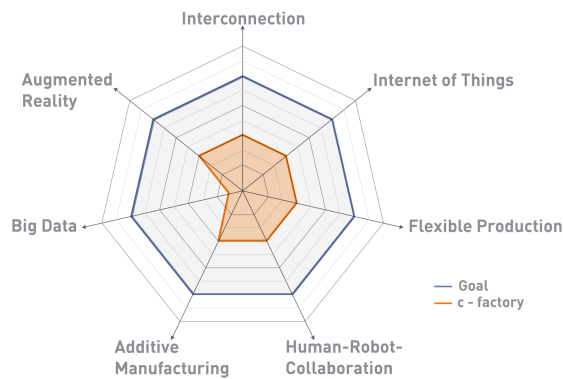 Interconnection
Augmented
Reality
Internet of Things
Big Data
Flexible Production
Goal
c - factory
Additive
Manufacturing
Human-Robot-
Collaboration